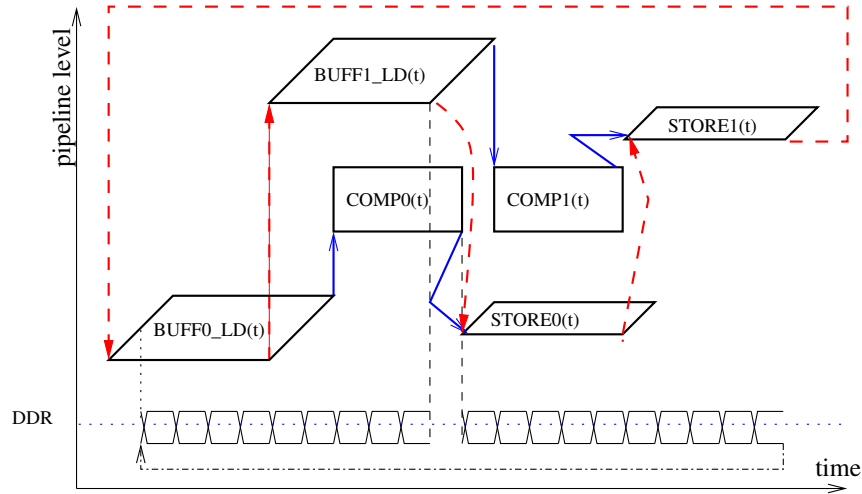 pipeline level
BUFF1_LD(t)
STORE1(t)
COMP0(t)
COMP1(t)
BUFF0_LD(t)
STORE0(t)
DDR
time